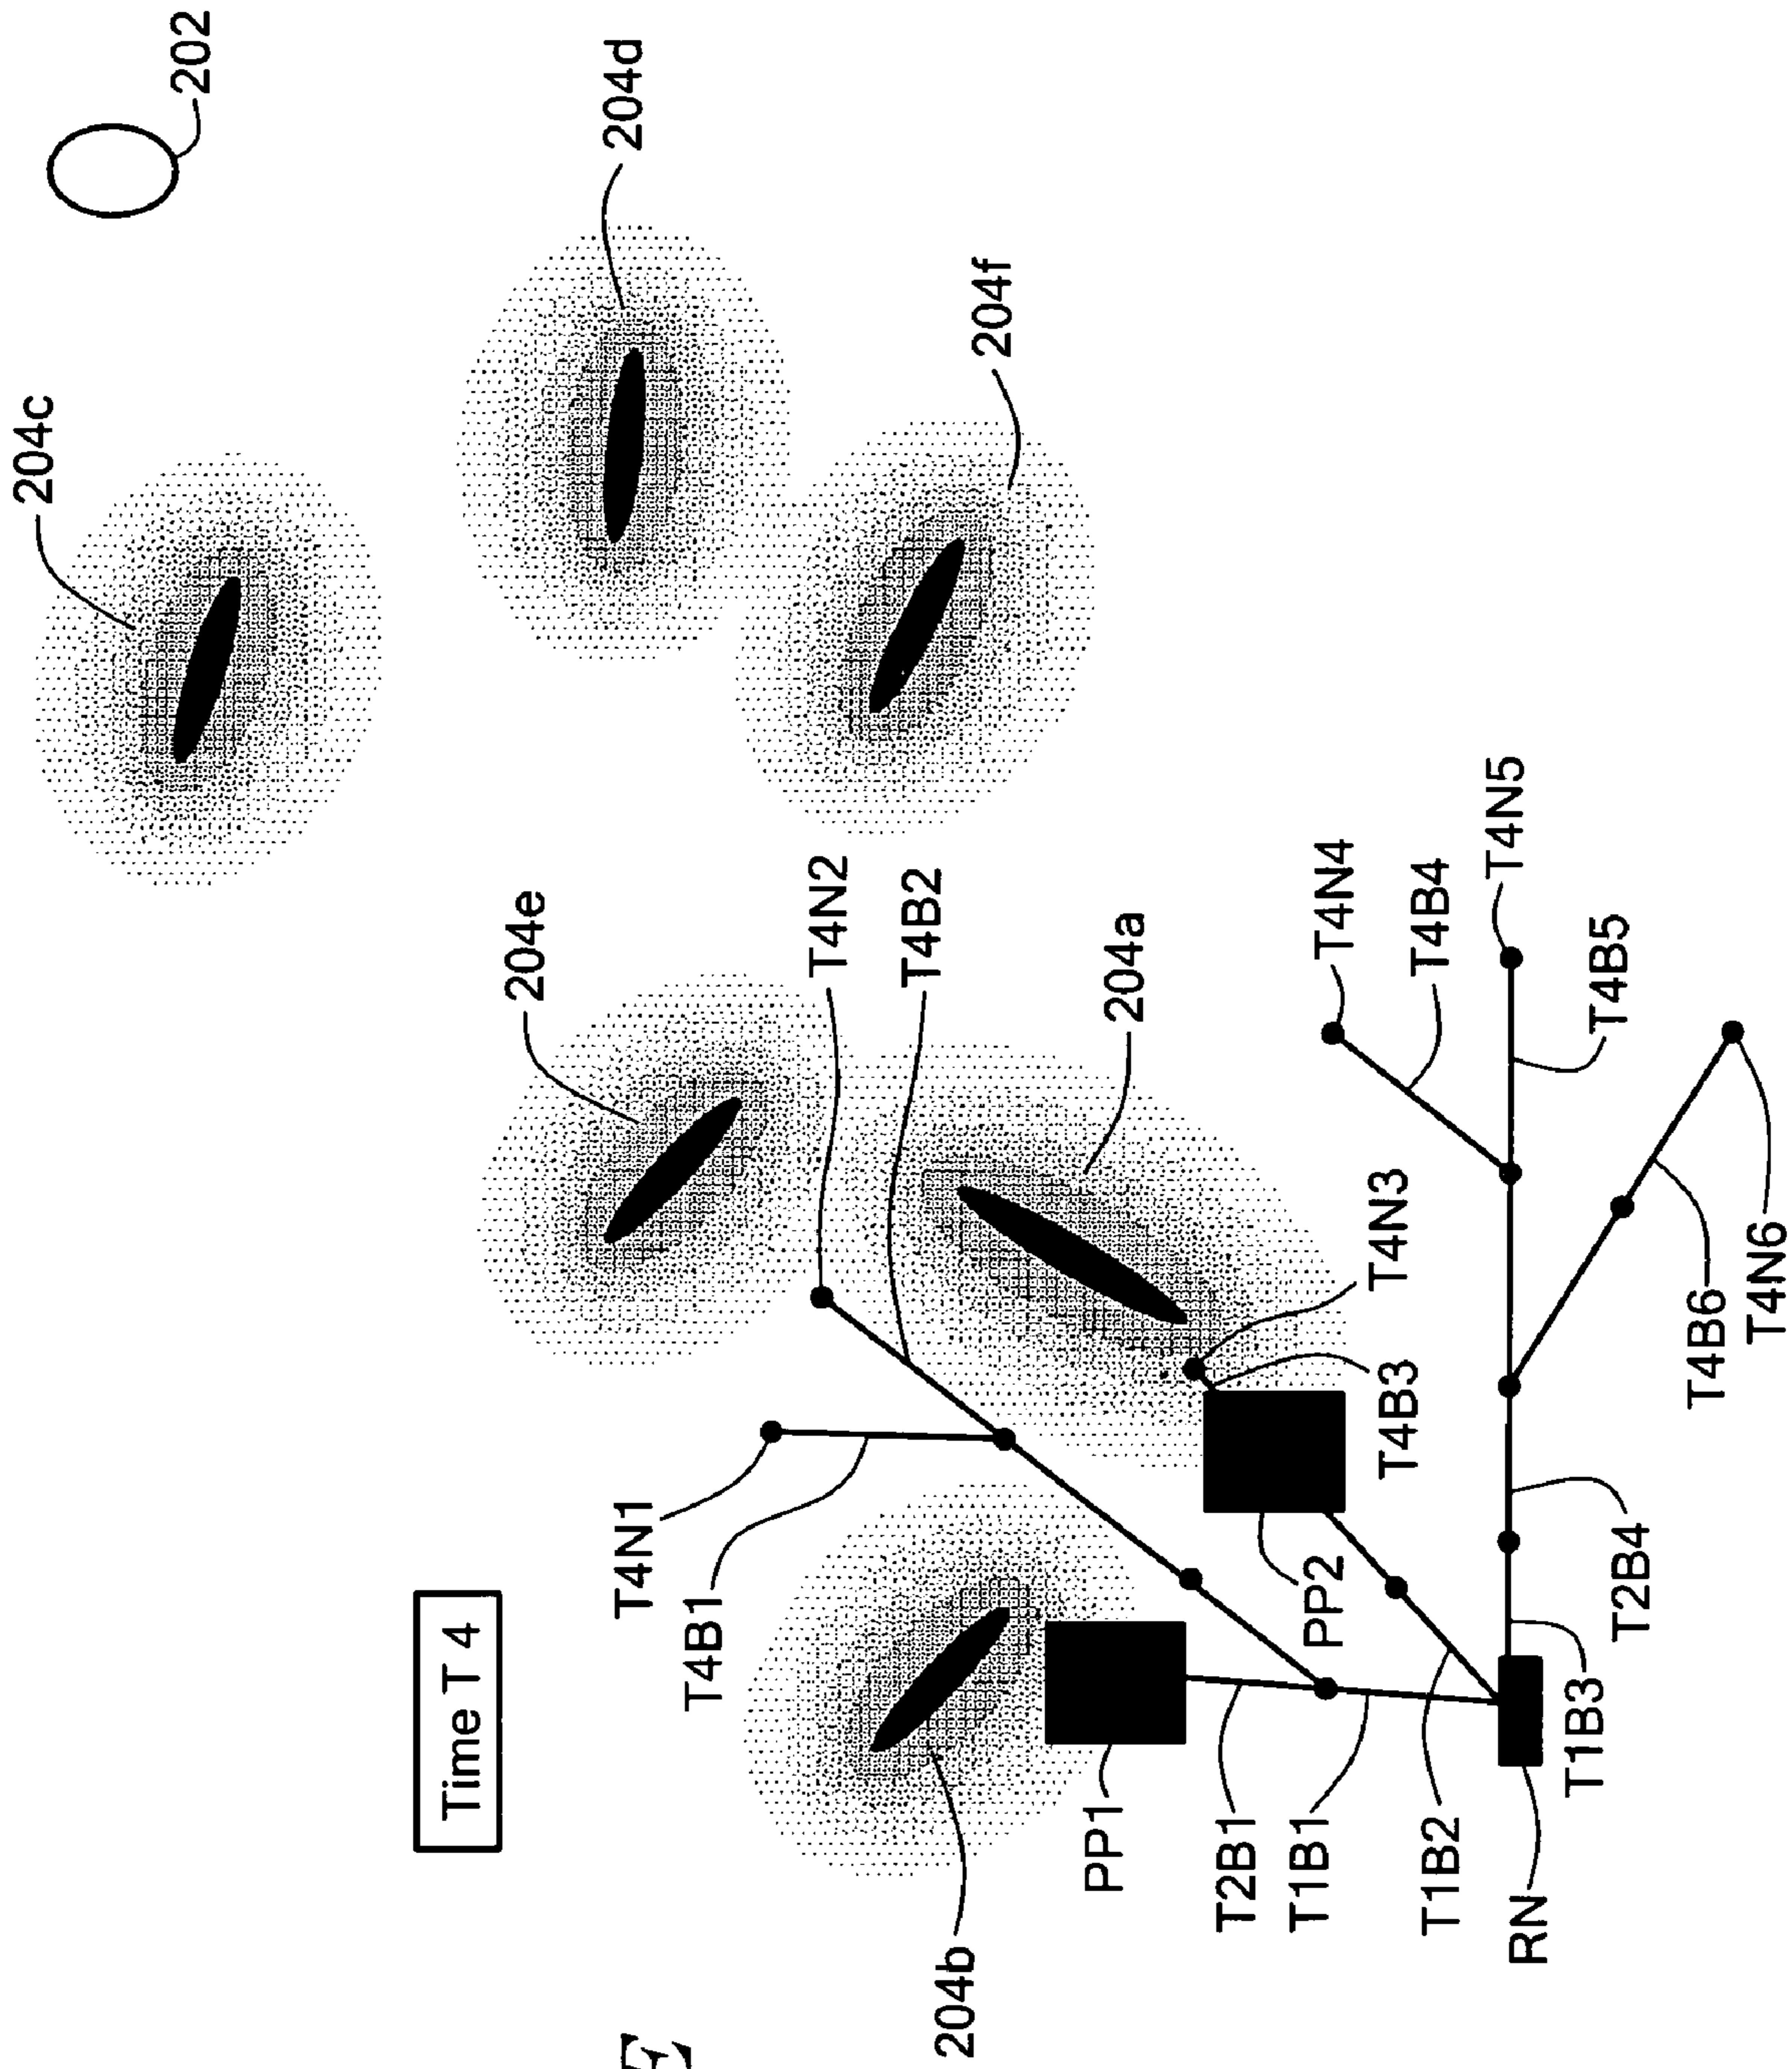 Time T 4
202
204c
204d
204f
204e
T4N2
T4B2
204a
T4N1
T4B1
T4N4
T4B4
T4N5
T4B5
T4N3
T4B3
T4B6
T4N6
204b
PP1
PP2
T2B1
T1B1
T1B2
T2B4
T1B3
RN
E